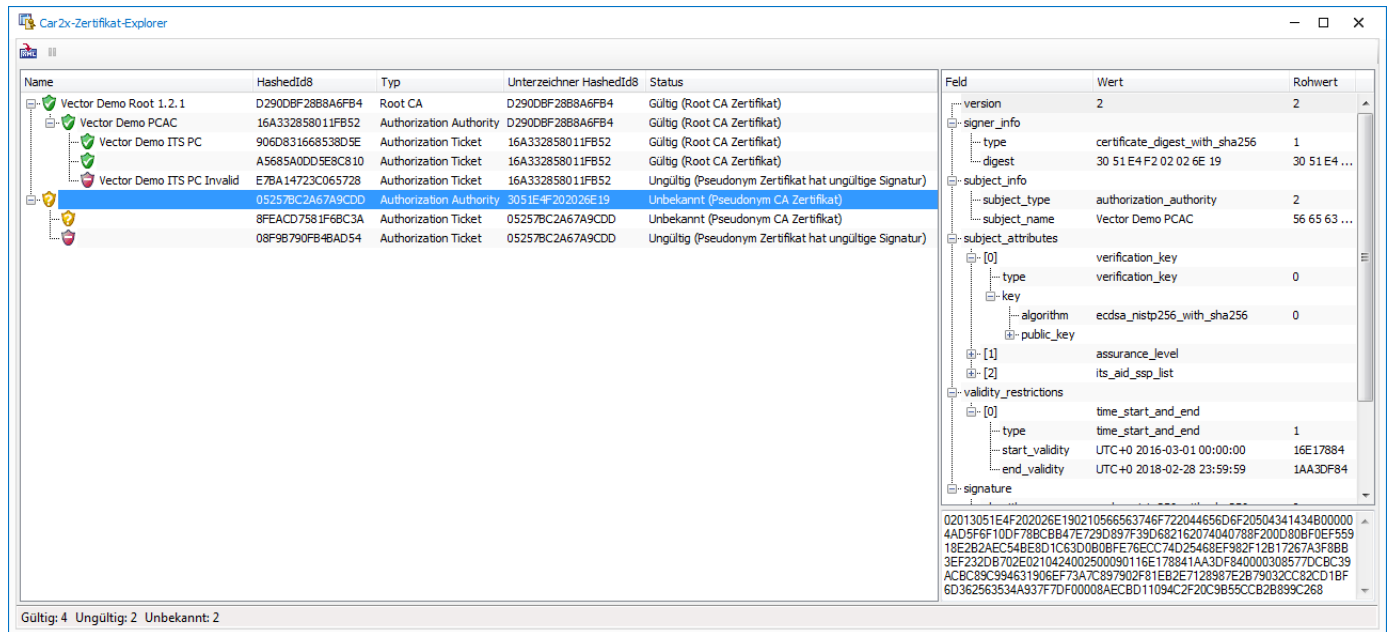 Car2x-Zertifikat-Explorer
Name HashedId8 Typ Unterzeichner HashedId8 Status
Vector Demo Root 1.2.1 D290DBF28B8A6FB4 Root CA D290DBF28B8A6FB4 Gültig (Root CA Zertifikat)
Vector Demo PCAC 16A332858011FB52 Authorization Authority D290DBF28B8A6FB4 Gültig (Root CA Zertifikat)
Vector Demo ITS PC 906D831668538D5E Authorization Ticket 16A332858011FB52 Gültig (Root CA Zertifikat)
A5685A0DD5E8C810 Authorization Ticket 16A332858011FB52 Gültig (Root CA Zertifikat)
Vector Demo ITS PC Invalid E7BA14723C065728 Authorization Ticket 16A332858011FB52 Ungültig (Pseudonym Zertifikat hat ungültige Signatur)
05257BC2A67A9CDD Authorization Authority 3051E4F202026E19 Unbekannt (Pseudonym CA Zertifikat)
8FEACD7581F6BC3A Authorization Ticket 05257BC2A67A9CDD Unbekannt (Pseudonym CA Zertifikat)
08F9B790FB4BAD54 Authorization Ticket 05257BC2A67A9CDD Ungültig (Pseudonym Zertifikat hat ungültige Signatur)
Feld Wert Rohwert
version 2 2
signer_info
type certificate_digest_with_sha256 1
digest 30 51 E4 F2 02 02 6E 19 30 51 E4 ...
subject_info
subject_type authorization_authority 2
subject_name Vector Demo PCAC 56 65 63 ...
subject_attributes
[0] verification_key
type verification_key 0
key
algorithm ecdsa_nistp256_with_sha256 0
public_key
[1] assurance_level
[2] its_aid_ssp_list
validity_restrictions
[0] time_start_and_end
type time_start_and_end 1
start_validity UTC+0 2016-03-01 00:00:00 16E17884
end_validity UTC+0 2018-02-28 23:59:59 1AA3DF84
signature
02013051E4F202026E190210566563746F722044656D6F20504341434B00000
4AD5F6F10DF78BCBB47E729D897F39D682162074040788F200D80BF0EF559
18E2B2AEC54BE8D1C63D0B0BFE76ECC74D25468EF982F12B17267A3F8BB
3EF232DB702E021042400250009​0116E178841AA3DF840000308577DCBC39
ACBC89C994631906EF73A7C897902F81EB2E7128987E2B79032CC82CD1BF
6D362563534A937F7DF00008AECBD11094C2F20C9B55CCB2B899C268
Gültig: 4 Ungültig: 2 Unbekannt: 2